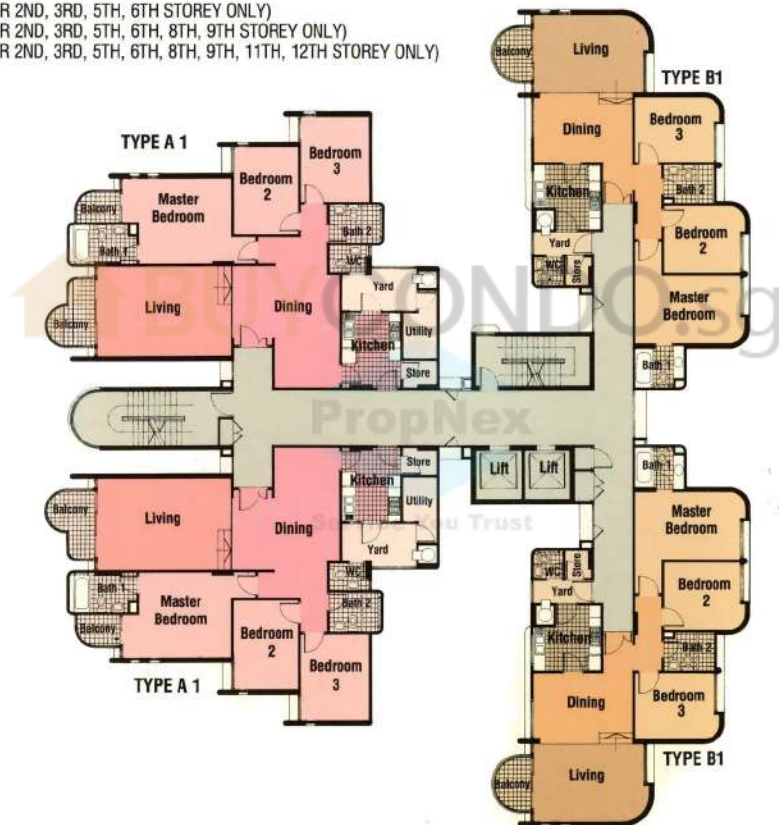 R 2ND, 3RD, 5TH, 6TH STOREY ONLY)
R 2ND, 3RD, 5TH, 6TH, 8TH, 9TH STOREY ONLY)
R 2ND, 3RD, 5TH, 6TH, 8TH, 9TH, 11TH, 12TH STOREY ONLY)
Balcony
Living
TYPE B1
Dining
Bedroom
3
Kitchen
Bath 2
Yard
WC
Store
Bedroom
2
Master
Bedroom
Bath 1
TYPE A 1
Bedroom
3
Bedroom
2
Master
Bedroom
Balcony
Bath 1
Bath 2
WC
Living
Dining
Yard
Balcony
Kitchen
Utility
Store
BUYCONDO.sg
PropNex
Service You Trust
Lift
Lift
Store
Kitchen
Utility
Living
Dining
Balcony
Yard
WC
Bath 1
Bath 2
Master
Bedroom
Balcony
Bedroom
2
Bedroom
3
TYPE A 1
Bath 1
Master
Bedroom
WC
Store
Yard
Bedroom
2
Kitchen
Bath 2
Dining
Bedroom
3
TYPE B1
Living
Balcony